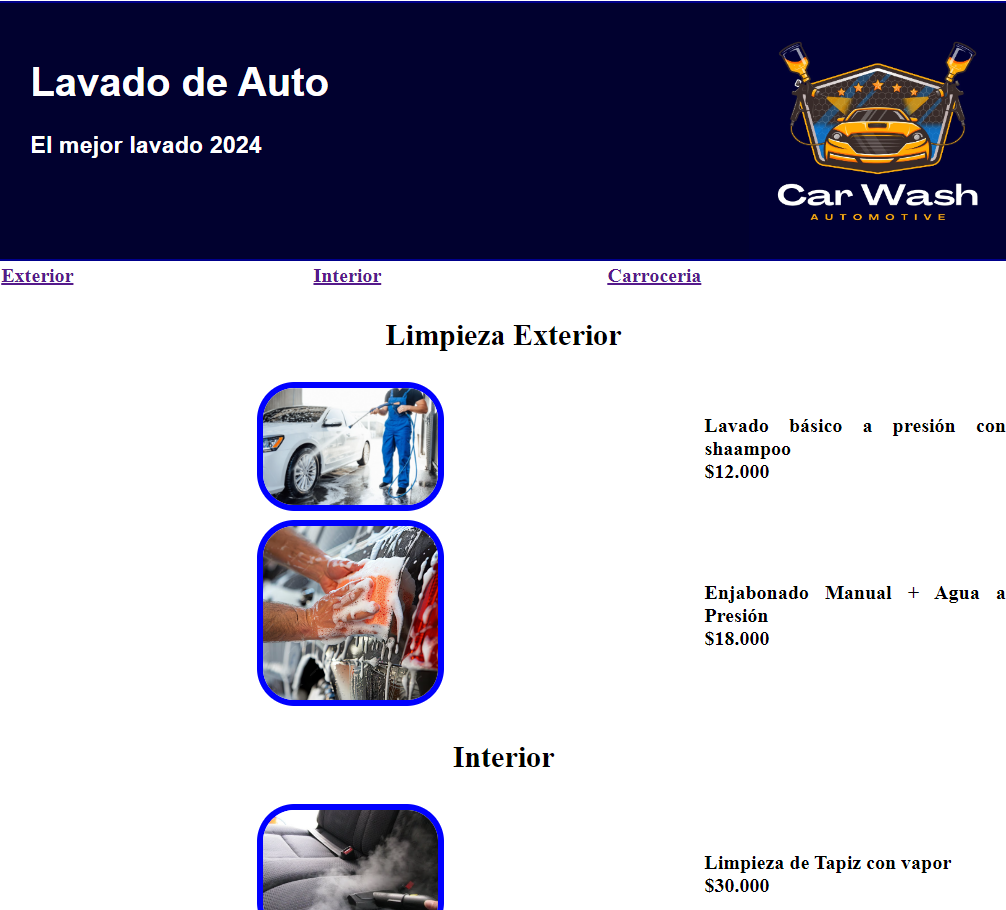 Lavado de Auto
El mejor lavado 2024
Car Wash
AUTOMOTIVE
Exterior
Interior
Carroceria
Limpieza Exterior
Lavado básico a presión con
shaampoo
$12.000
Enjabonado Manual + Agua a
Presión
$18.000
Interior
Limpieza de Tapiz con vapor
$30.000